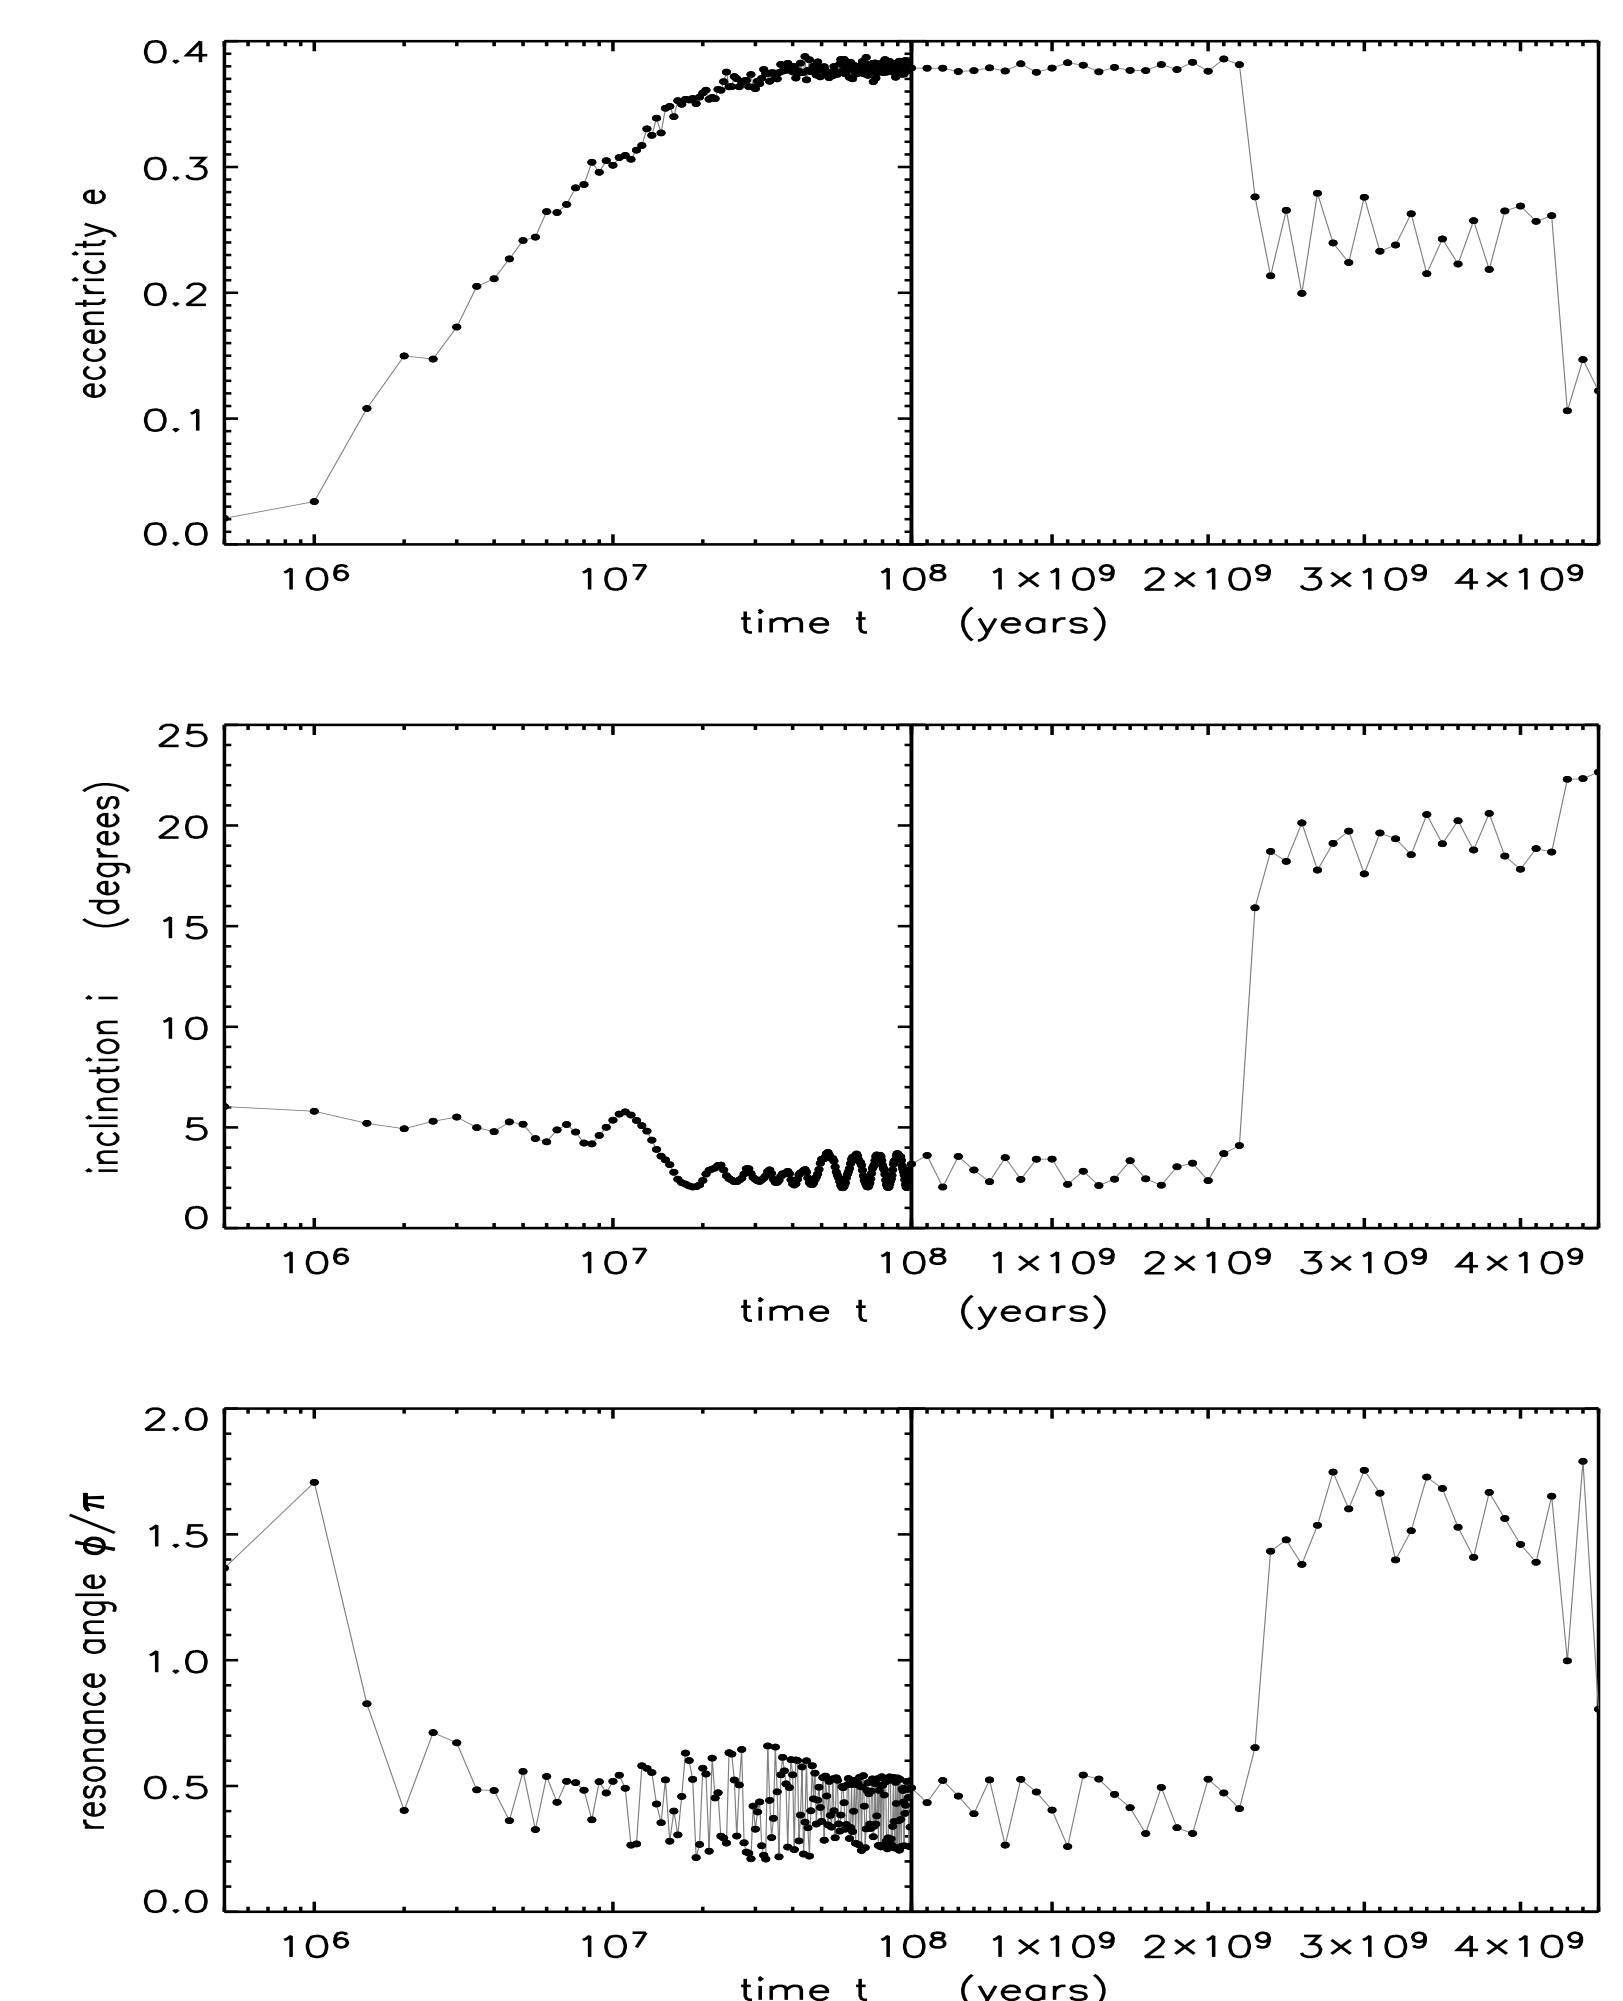 0.4
0.3
0.2
0.1
0.0
eccentricity e
10⁶ 10⁷ 10⁸ 1×10⁹ 2×10⁹ 3×10⁹ 4×10⁹
time t (years)
25
20
15
10
5
0
inclination i (degrees)
10⁶ 10⁷ 10⁸ 1×10⁹ 2×10⁹ 3×10⁹ 4×10⁹
time t (years)
2.0
1.5
1.0
0.5
0.0
resonance angle ϕ/π
10⁶ 10⁷ 10⁸ 1×10⁹ 2×10⁹ 3×10⁹ 4×10⁹
time t (years)